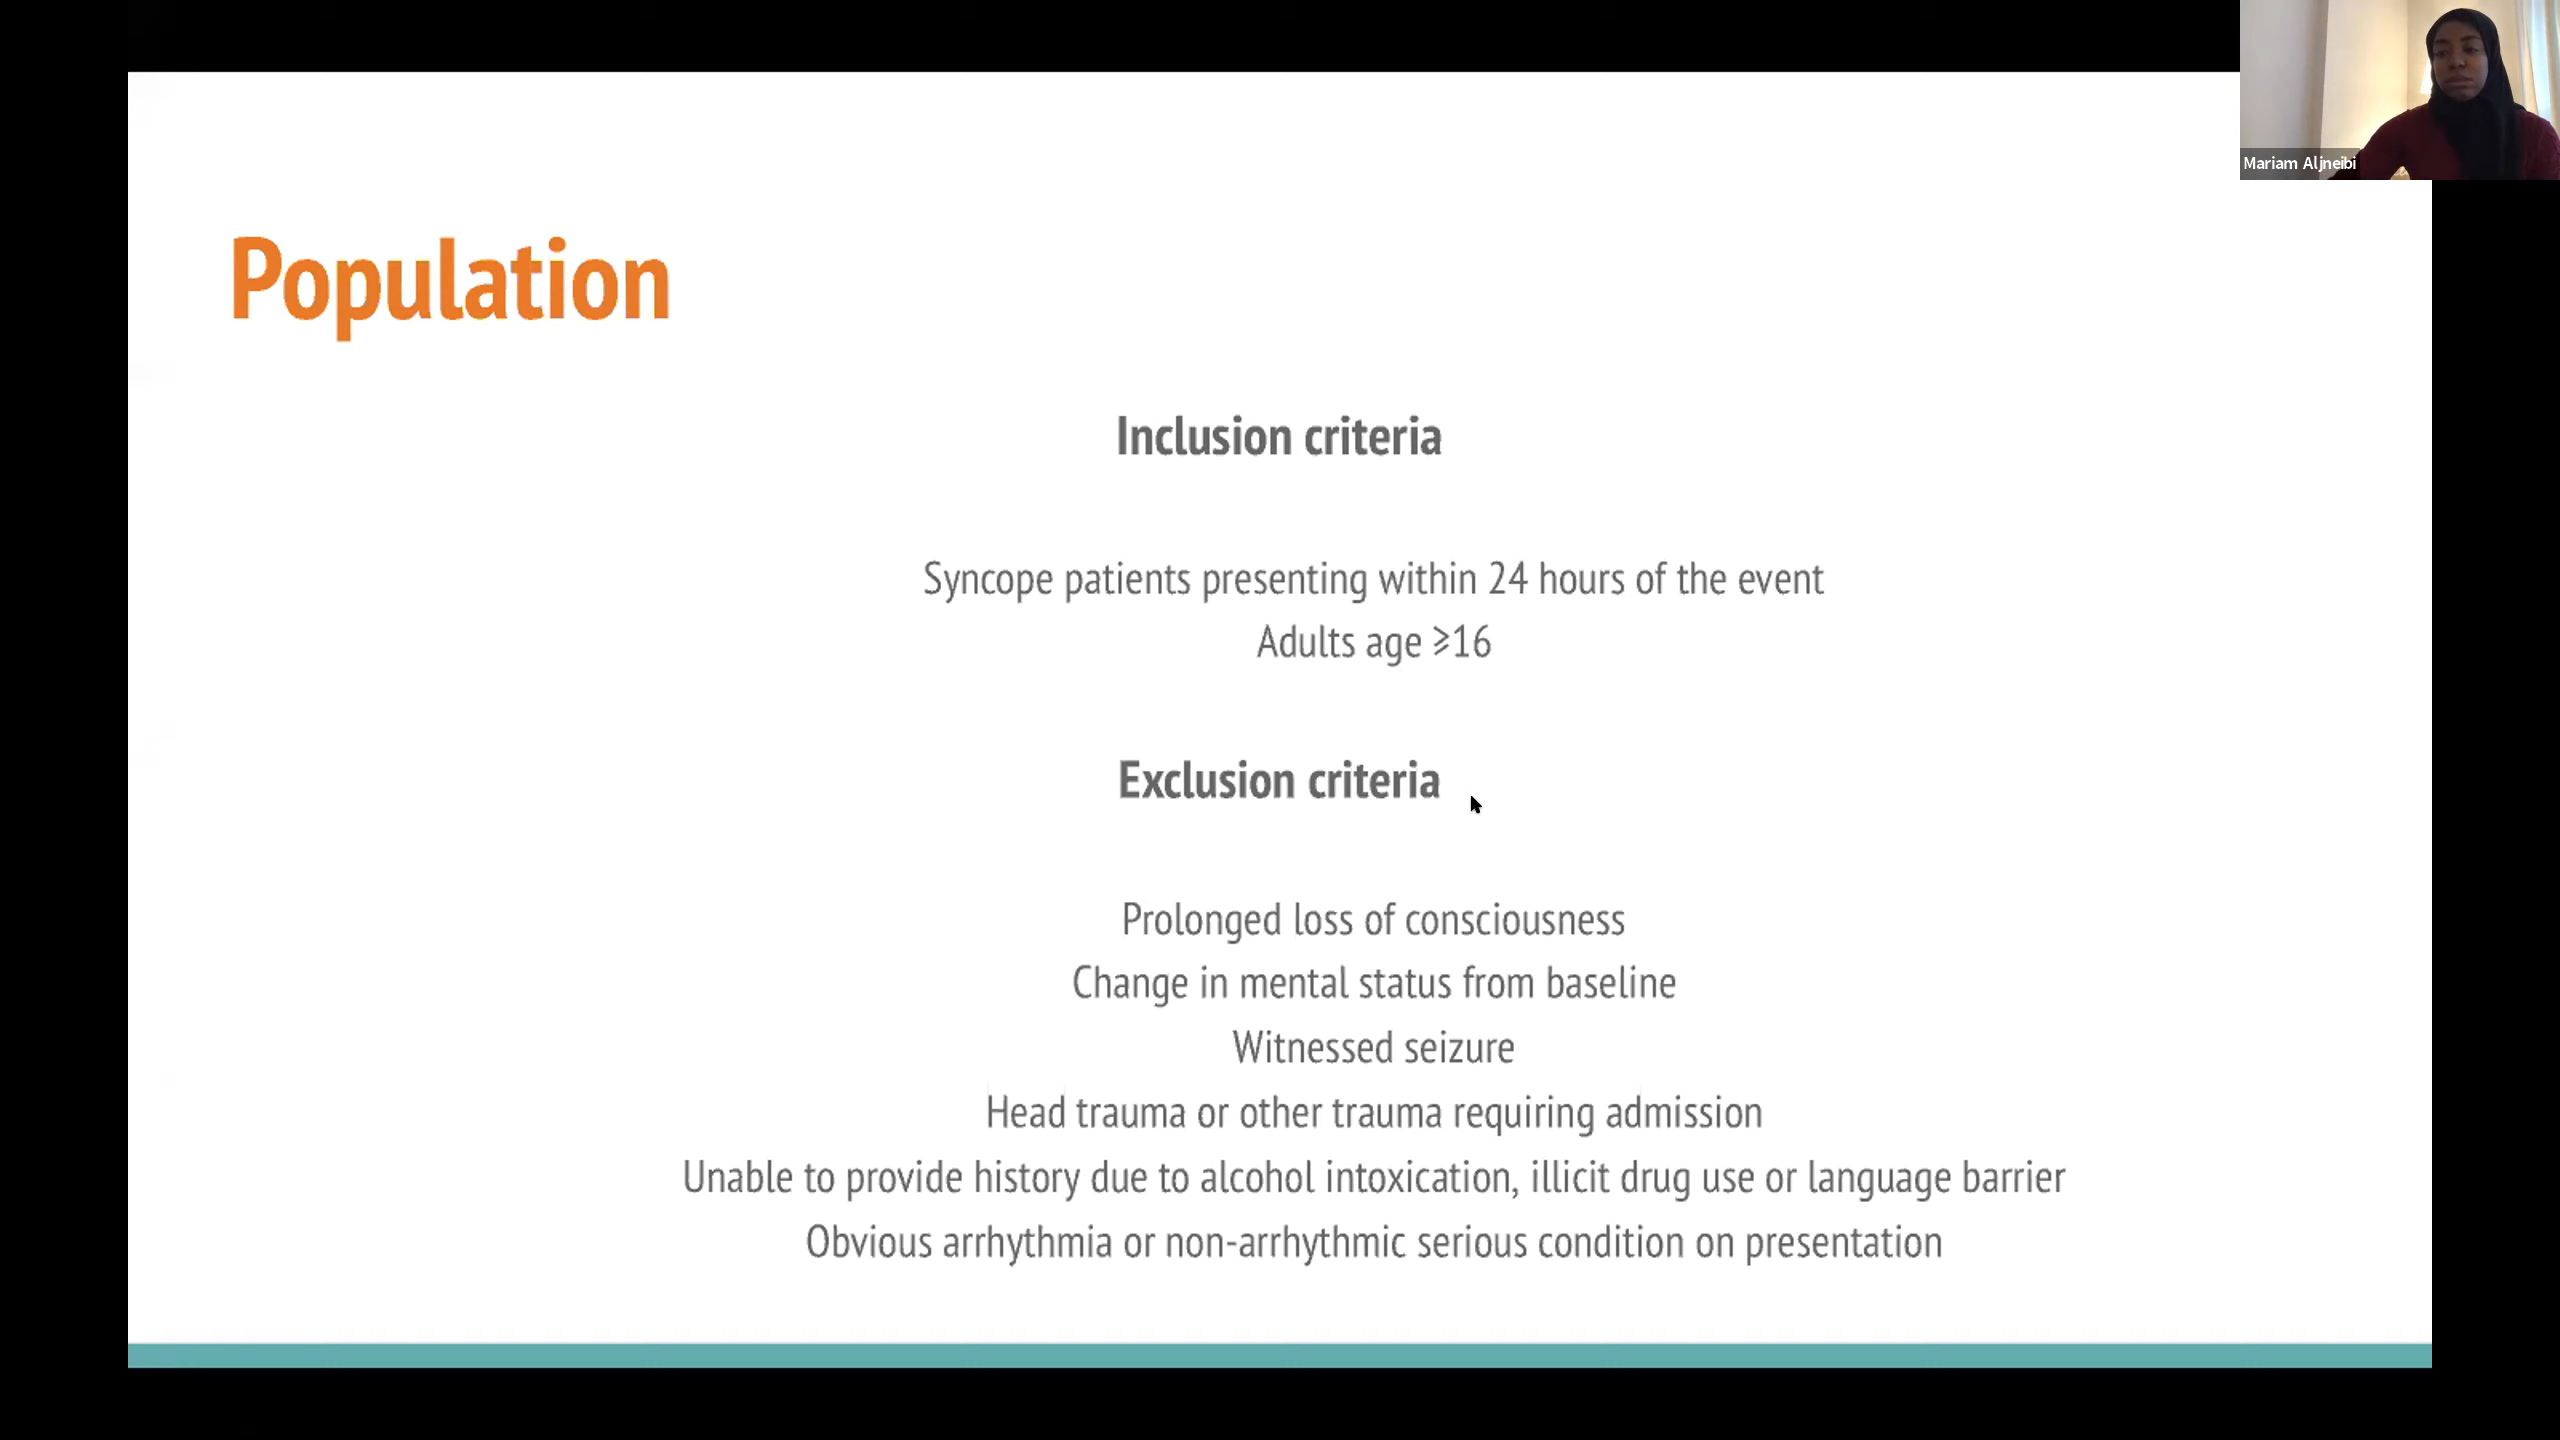 Mariam Aljneibi
Population
Inclusion criteria
Syncope patients presenting within 24 hours of the event
Adults age ≥16
Exclusion criteria
Prolonged loss of consciousness
Change in mental status from baseline
Witnessed seizure
Head trauma or other trauma requiring admission
Unable to provide history due to alcohol intoxication, illicit drug use or language barrier
Obvious arrhythmia or non-arrhythmic serious condition on presentation